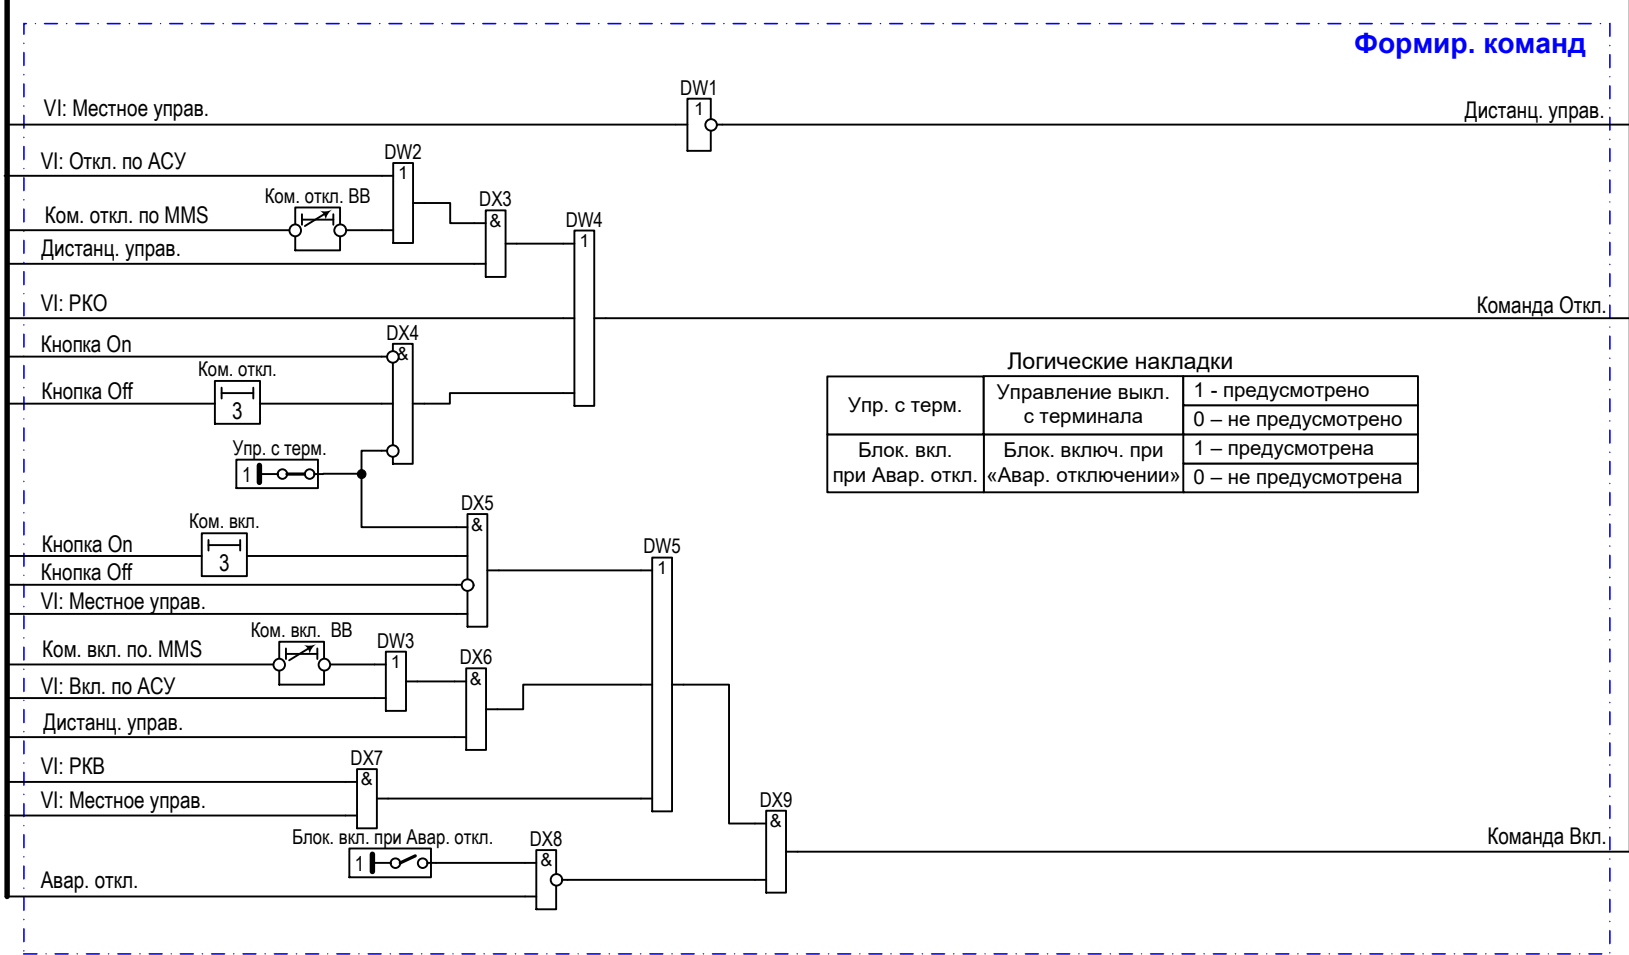 Формир. команд
DW1
VI: Местное управ.
1
Дистанц. управ.
VI: Откл. по АСУ
DW2
1
Ком. откл. ВВ
Ком. откл. по MMS
DX3
&
Дистанц. управ.
DW4
1
VI: РКО
Команда Откл.
Кнопка On
DX4
&
Ком. откл.
Кнопка Off
3
Упр. с терм.
1
Логические накладки
Упр. с терм.
Управление выкл.
с терминала
1 - предусмотрено
0 – не предусмотрено
Блок. вкл.
при Авар. откл.
Блок. включ. при
«Авар. отключении»
1 – предусмотрена
0 – не предусмотрена
DX5
&
Ком. вкл.
Кнопка On
3
Кнопка Off
VI: Местное управ.
DW5
1
Ком. вкл. ВВ
Ком. вкл. по. MMS
DW3
1
DX6
&
VI: Вкл. по АСУ
Дистанц. управ.
VI: РКВ
DX7
&
VI: Местное управ.
DX9
&
Блок. вкл. при Авар. откл.
1
DX8
&
Команда Вкл.
Авар. откл.